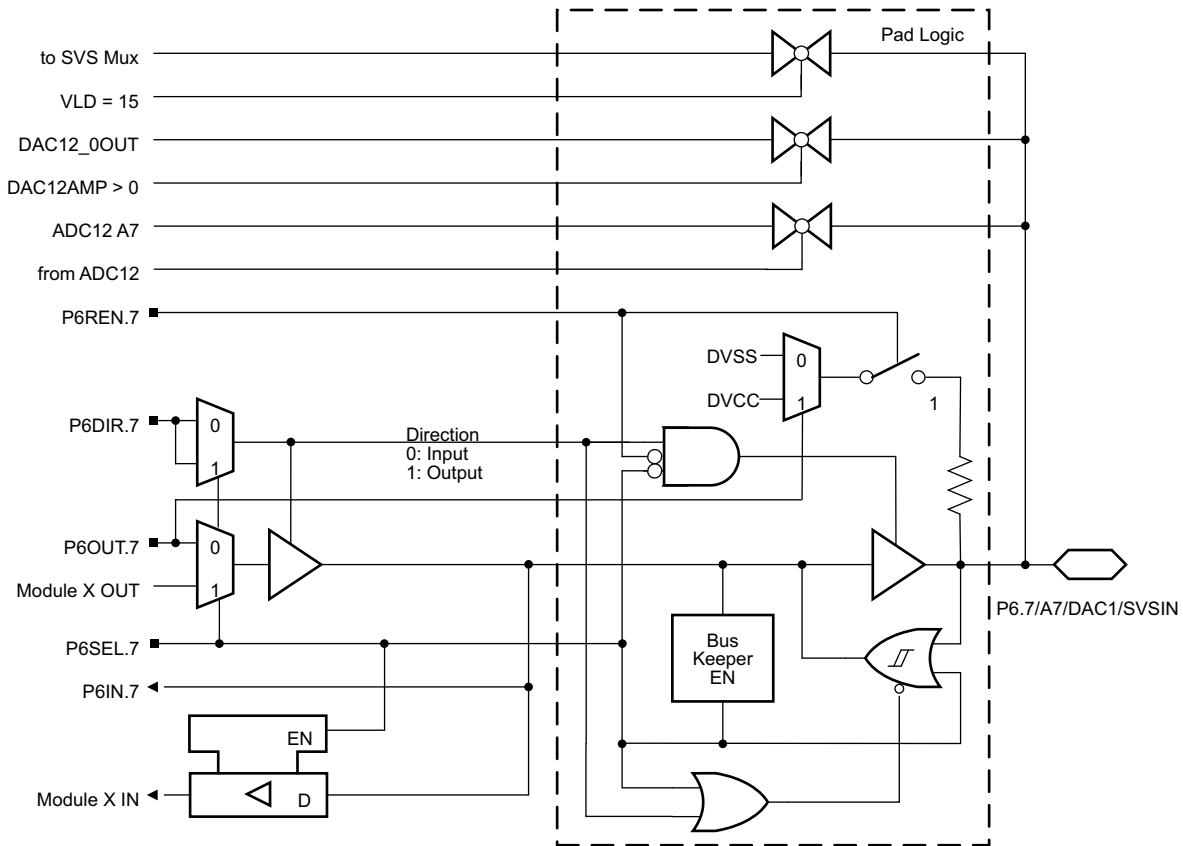 Pad Logic
to SVS Mux
VLD = 15
DAC12_0OUT
DAC12AMP > 0
ADC12 A7
from ADC12
P6REN.7
DVSS
0
DVCC
1
1
P6DIR.7
0
1
Direction
0: Input
1: Output
P6OUT.7
0
Module X OUT
1
P6.7/A7/DAC1/SVSIN
P6SEL.7
Bus
Keeper
EN
P6IN.7
EN
Module X IN
D